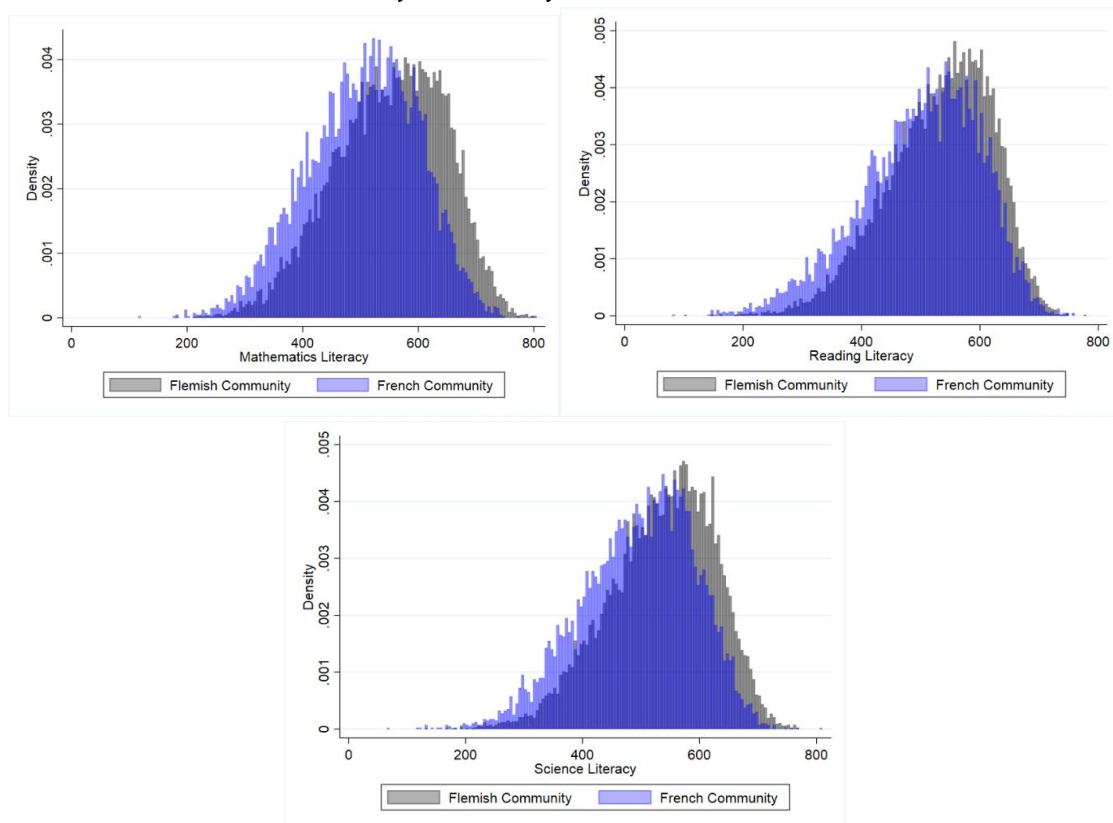 .004
.003
.002
.001
0
Density
0 200 400 600 800
Mathematics Literacy
Flemish Community French Community
.005
.004
.003
.002
.001
0
Density
0 200 400 600 800
Reading Literacy
Flemish Community French Community
.005
.004
.003
.002
.001
0
Density
0 200 400 600 800
Science Literacy
Flemish Community French Community